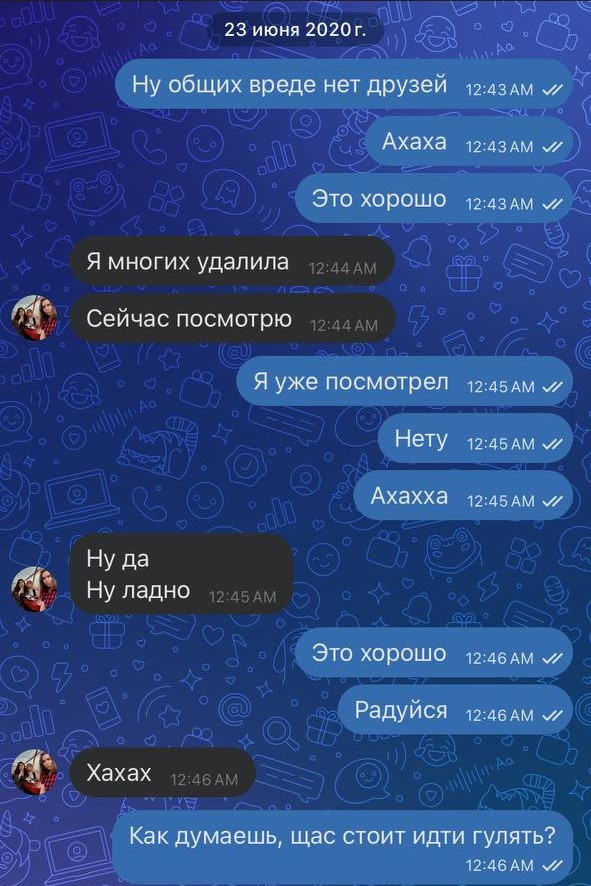 23 июня 2020 г.
Ну общих вреде нет друзей 12:43 AM
Ахаха 12:43 AM
Это хорошо 12:43 AM
Я многих удалила 12:44 AM
Сейчас посмотрю 12:44 AM
Я уже посмотрел 12:45 AM
Нету 12:45 AM
Ахахха 12:45 AM
Ну да
Ну ладно 12:45 AM
Это хорошо 12:46 AM
Радуйся 12:46 AM
Хахах 12:46 AM
Как думаешь, щас стоит идти гулять?
12:46 AM